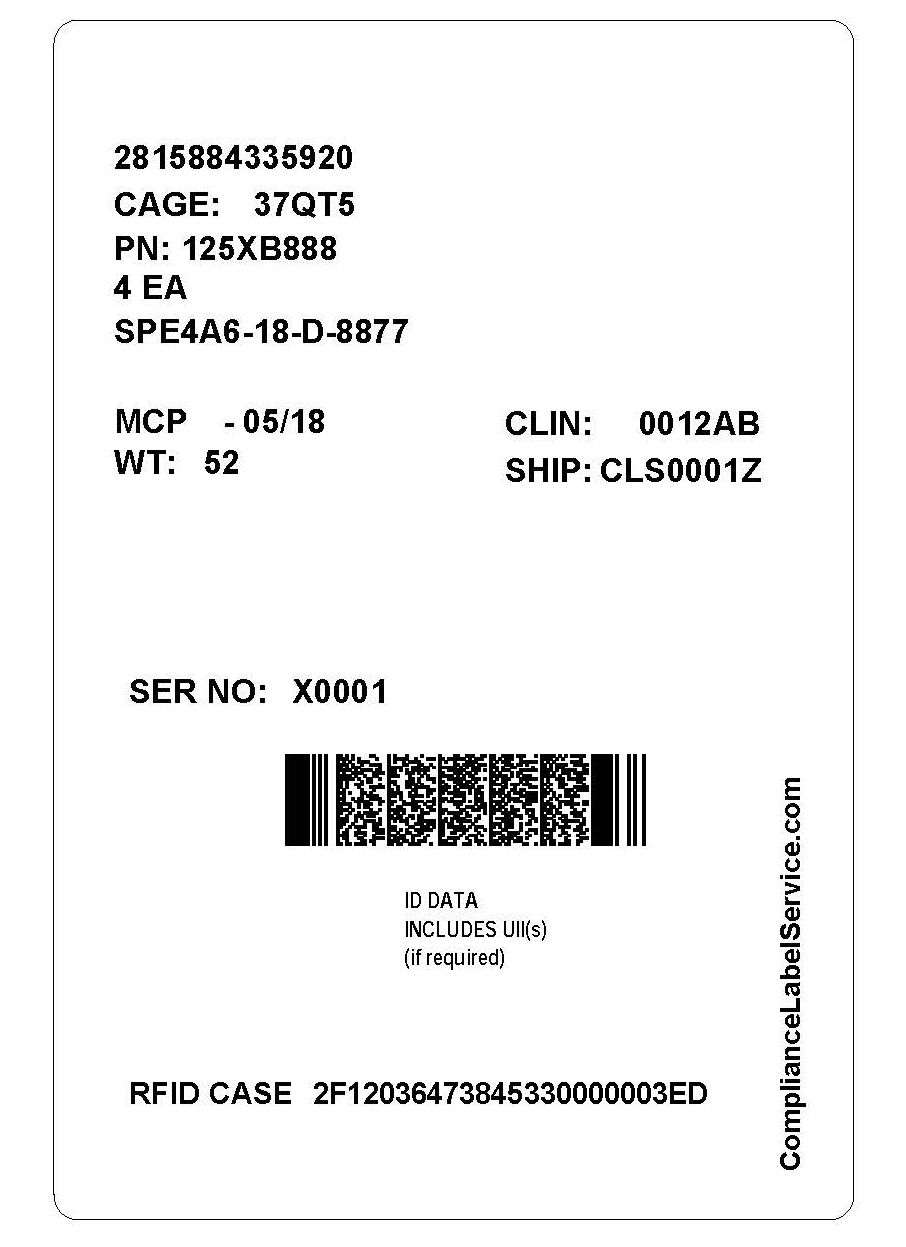 2815884335920
CAGE: 37QT5
PN: 125XB888
4 EA
SPE4A6-18-D-8877
MCP - 05/18
WT: 52
CLIN: 0012AB
SHIP: CLS0001Z
SER NO: X0001
ID DATA
INCLUDES UII(s)
(if required)
RFID CASE 2F12036473845330000003ED
ComplianceLabelService.com